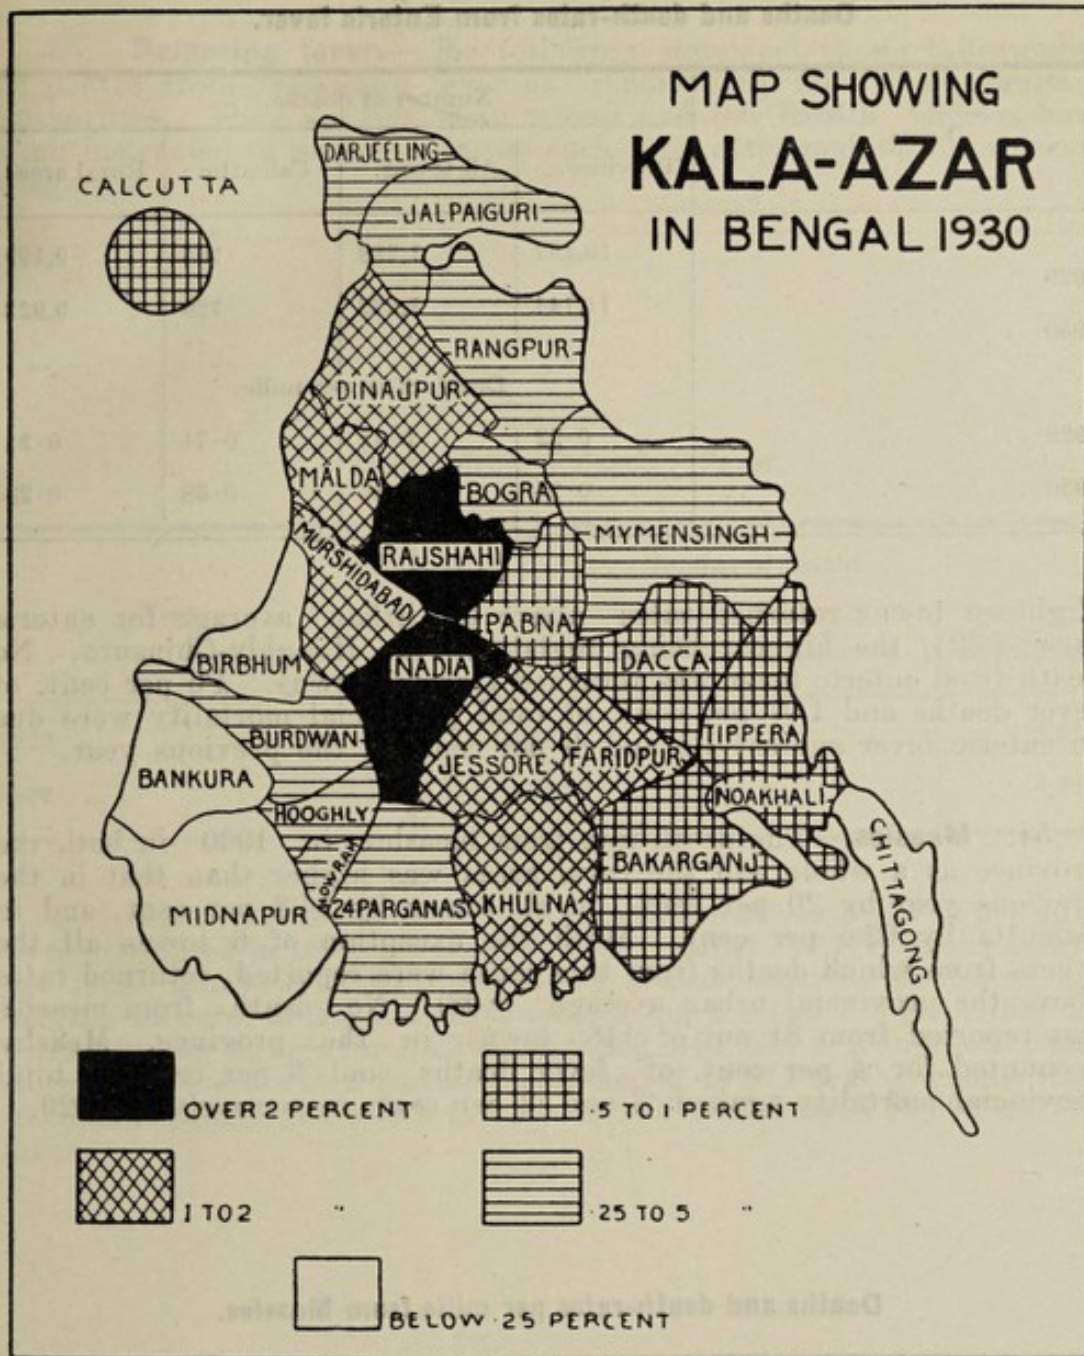 MAP SHOWING
KALA-AZAR
IN BENGAL 1930
CALCUTTA
DARJEELING
JALPAIGURI
RANGPUR
DINAJPUR
MALDA
BOGRA
MYMENSINGH
RAJSHAHI
MURSHIDABAD
PABNA
BIRBHUM
NADIA
DACCA
BURDWAN
TIPPERA
BANKURA
JESSORE
FARIDPUR
NOAKHALI
HOOGHLY
HOWRAH
BAKARGANJ
CHITTAGONG
MIDNAPUR
24 PARGANAS
KHULNA
OVER 2 PERCENT
·5 TO 1 PERCENT
1 TO 2 "
·25 TO 5 "
BELOW ·25 PERCENT